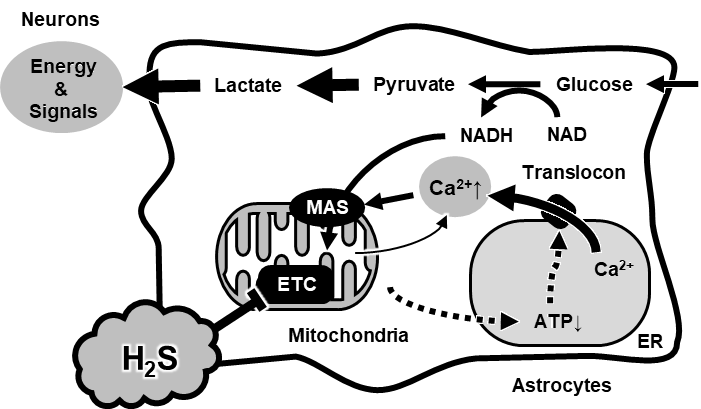 Neurons
Energy
&
Signals
Lactate
Pyruvate
Glucose
NADH
NAD
Translocon
Ca²⁺↑
MAS
Ca²⁺
ETC
ATP↓
Mitochondria
ER
H₂S
Astrocytes